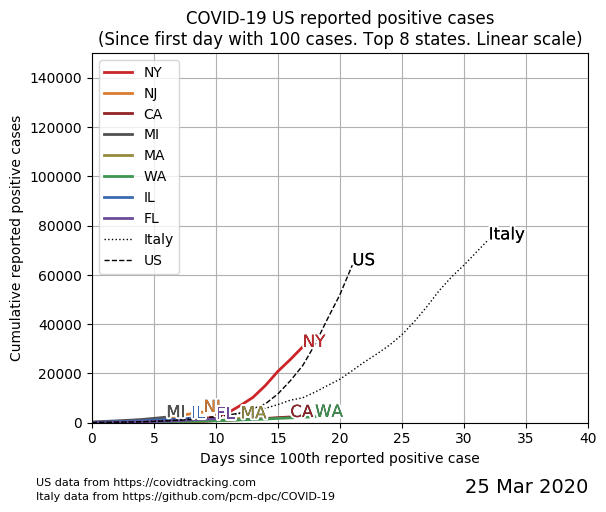 COVID-19 US reported positive cases
(Since first day with 100 cases. Top 8 states. Linear scale)
Cumulative reported positive cases
140000
120000
100000
80000
60000
40000
20000
0
NY
NJ
CA
MI
MA
WA
IL
FL
Italy
US
Italy
US
NY
MI IL NJ FL MA CA WA
0 5 10 15 20 25 30 35 40
Days since 100th reported positive case
US data from https://covidtracking.com
Italy data from https://github.com/pcm-dpc/COVID-19
25 Mar 2020